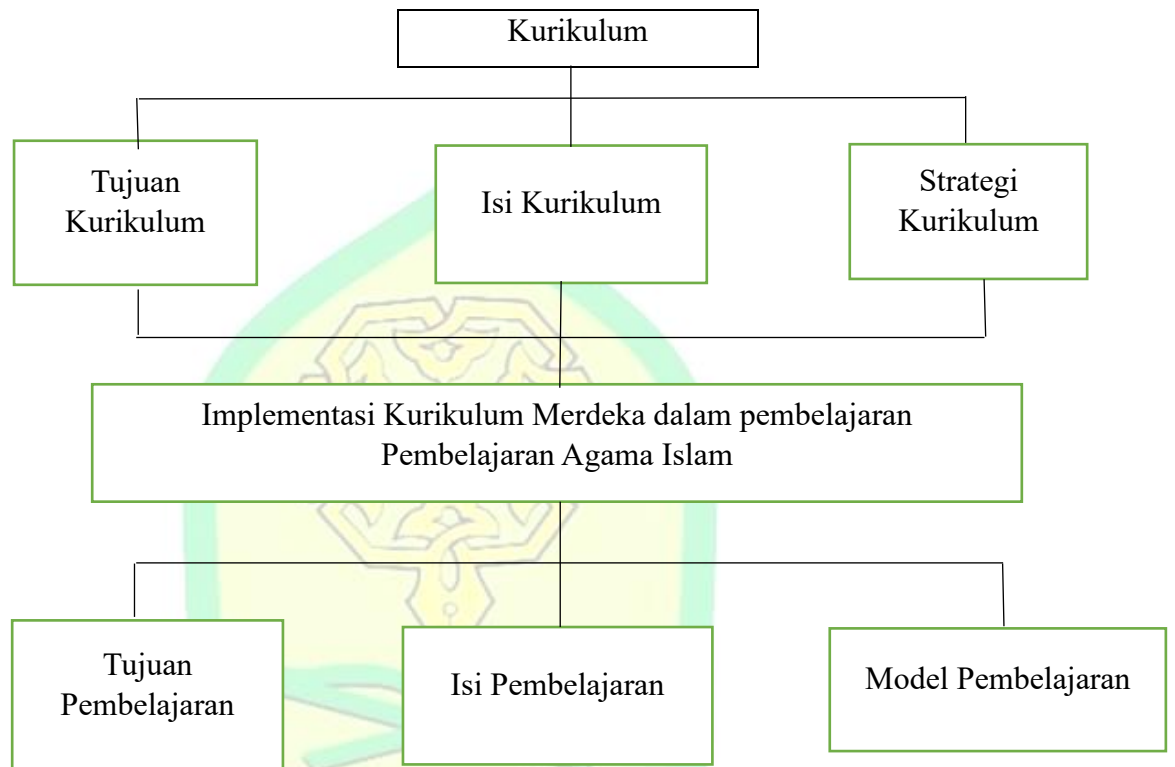 Kurikulum
Tujuan
Kurikulum
Isi Kurikulum
Strategi
Kurikulum
Implementasi Kurikulum Merdeka dalam pembelajaran
Pembelajaran Agama Islam
Tujuan
Pembelajaran
Isi Pembelajaran
Model Pembelajaran